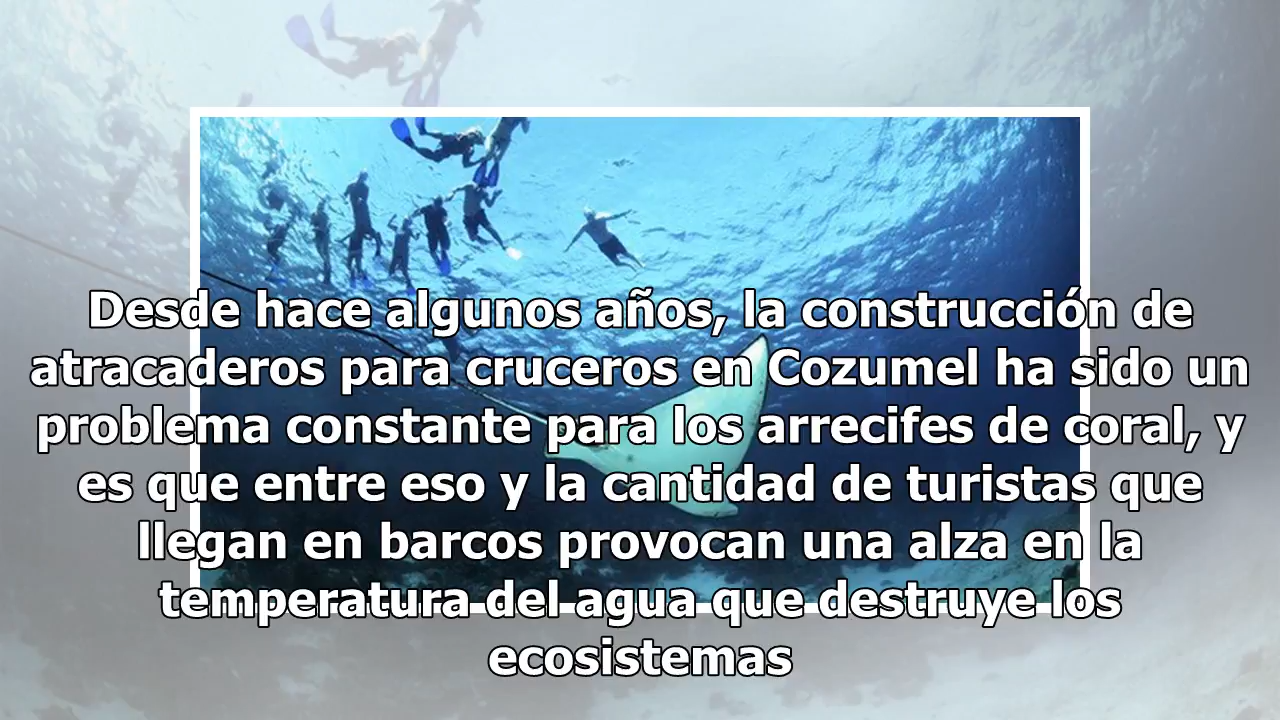 Desde hace algunos años, la construcción de
atracaderos para cruceros en Cozumel ha sido un
problema constante para los arrecifes de coral, y
es que entre eso y la cantidad de turistas que
llegan en barcos provocan una alza en la
temperatura del agua que destruye los
ecosistemas